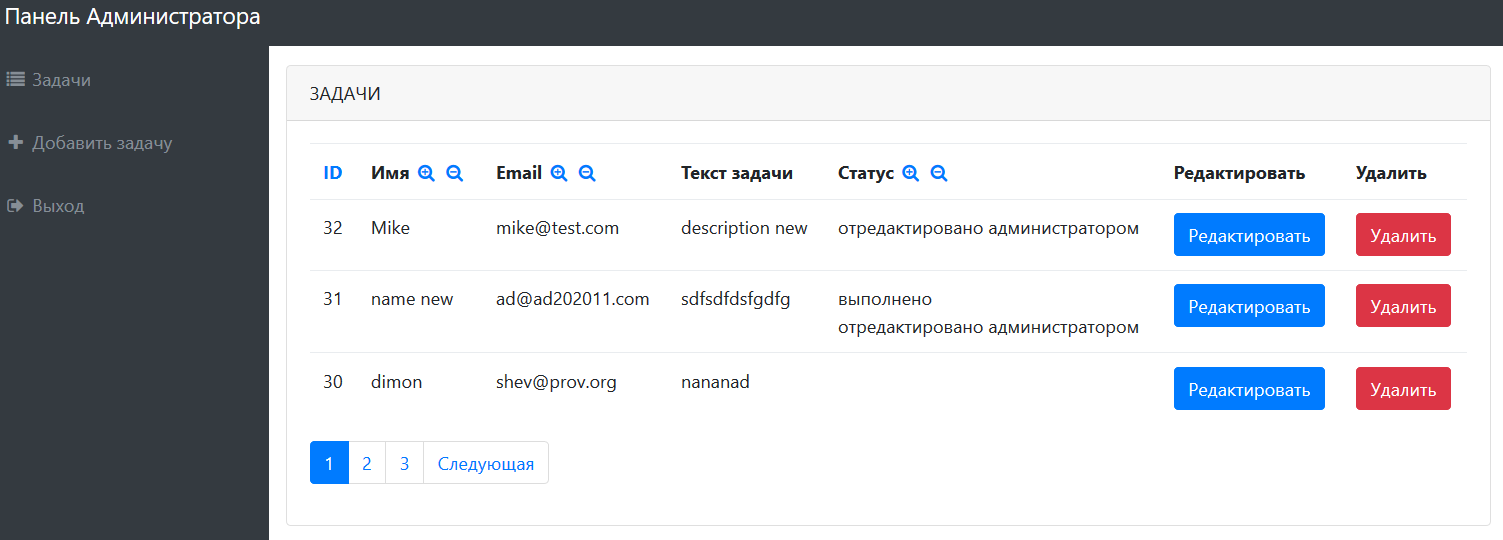 Панель Администратора
Задачи
Добавить задачу
Выход
ЗАДАЧИ
ID Имя Email Текст задачи Статус Редактировать Удалить
32 Mike mike@test.com description new отредактировано администратором Редактировать Удалить
31 name new ad@ad202011.com sdfsdfdsfgdfg выполнено Редактировать Удалить
отредактировано администратором
30 dimon shev@prov.org nananad Редактировать Удалить
1 2 3 Следующая